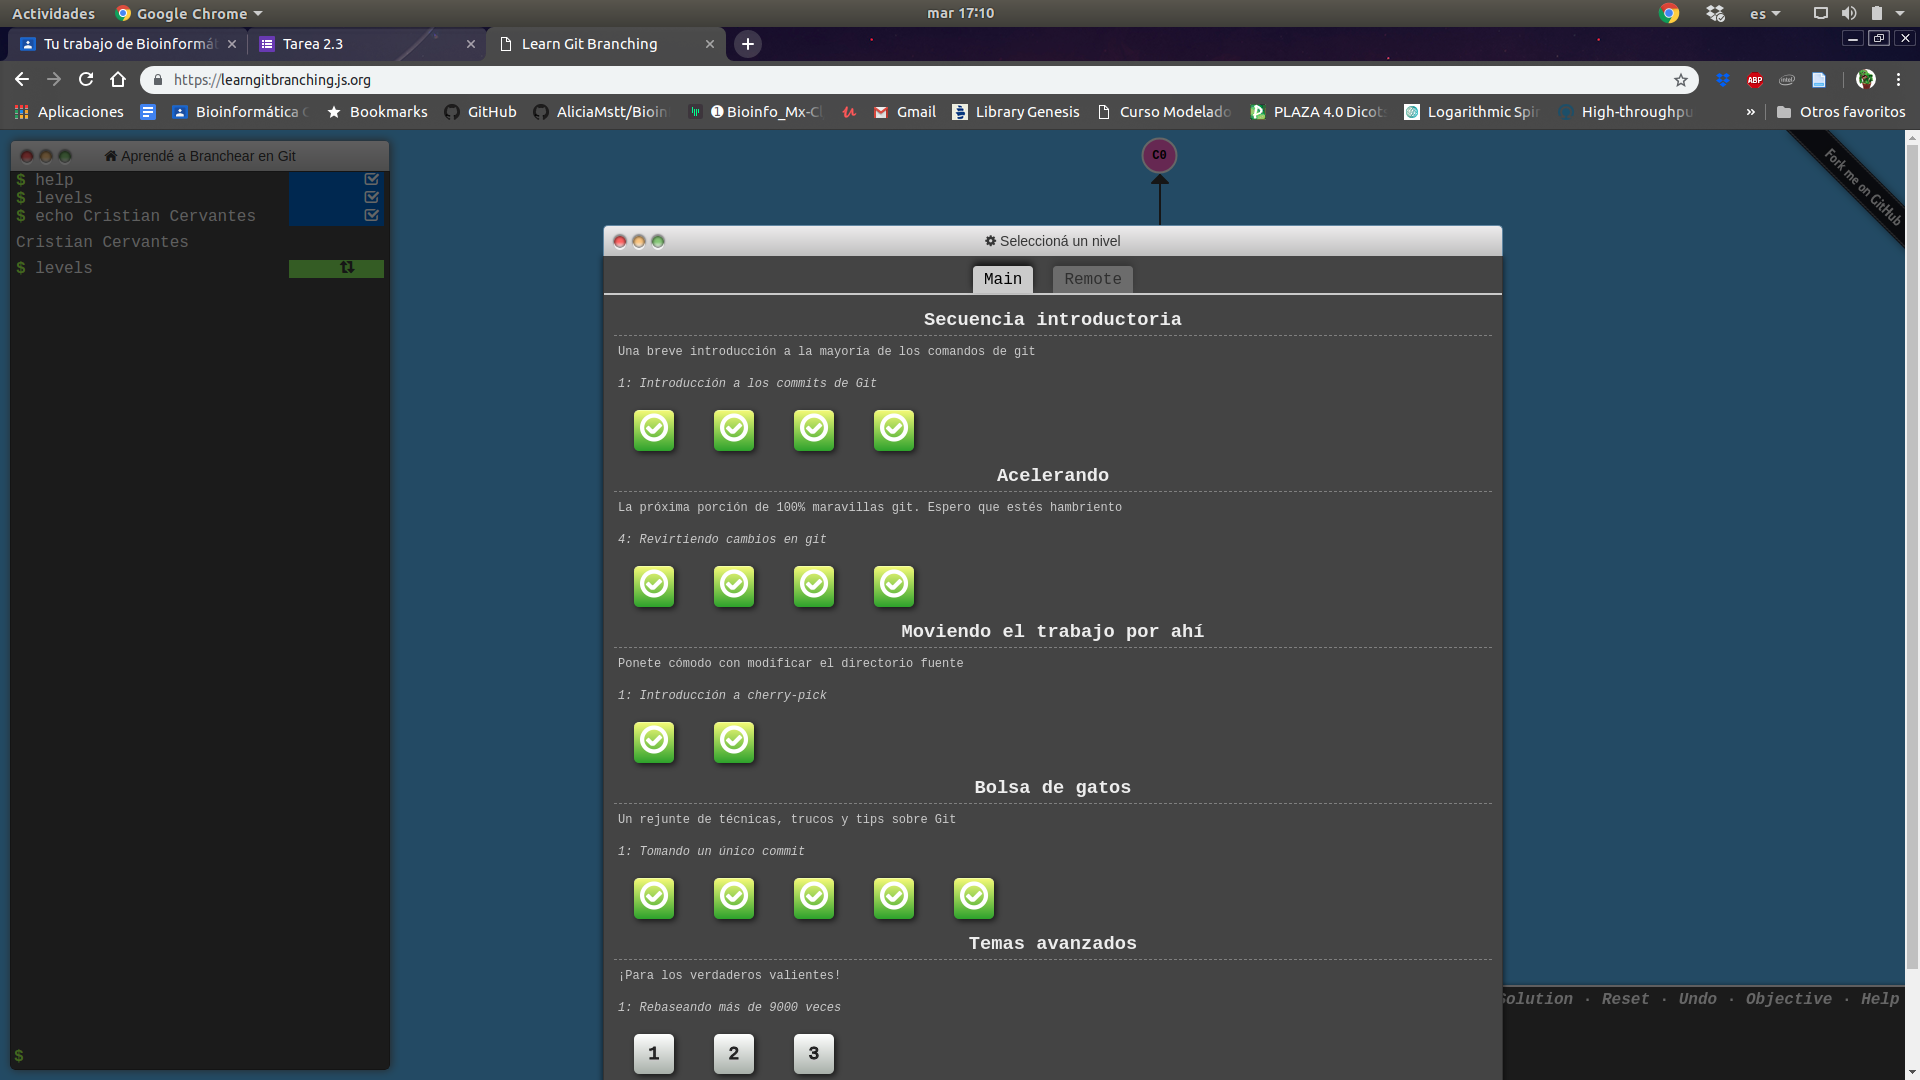 Actividades
Google Chrome
mar 17:10
es
Tu trabajo de Bioinformát
Tarea 2.3
Learn Git Branching
https://learngitbranching.js.org
ABP
Aplicaciones
Bioinformática
Bookmarks
GitHub
AliciaMstt/Bioin
Bioinfo_Mx-C
Gmail
Library Genesis
Curso Modelado
PLAZA 4.0 Dicot
Logarithmic Spir
High-throughpu
»
Otros favoritos
Aprendé a Branchear en Git
$ help
$ levels
$ echo Cristian Cervantes
Cristian Cervantes
$ levels
$
C0
Fork me on GitHub
Seleccioná un nivel
Main
Remote
Secuencia introductoria
Una breve introducción a la mayoría de los comandos de git
1: Introducción a los commits de Git
Acelerando
La próxima porción de 100% maravillas git. Espero que estés hambriento
4: Revirtiendo cambios en git
Moviendo el trabajo por ahí
Ponete cómodo con modificar el directorio fuente
1: Introducción a cherry-pick
Bolsa de gatos
Un rejunte de técnicas, trucos y tips sobre Git
1: Tomando un único commit
Temas avanzados
¡Para los verdaderos valientes!
1: Rebaseando más de 9000 veces
1 2 3
Solution · Reset · Undo · Objective · Help